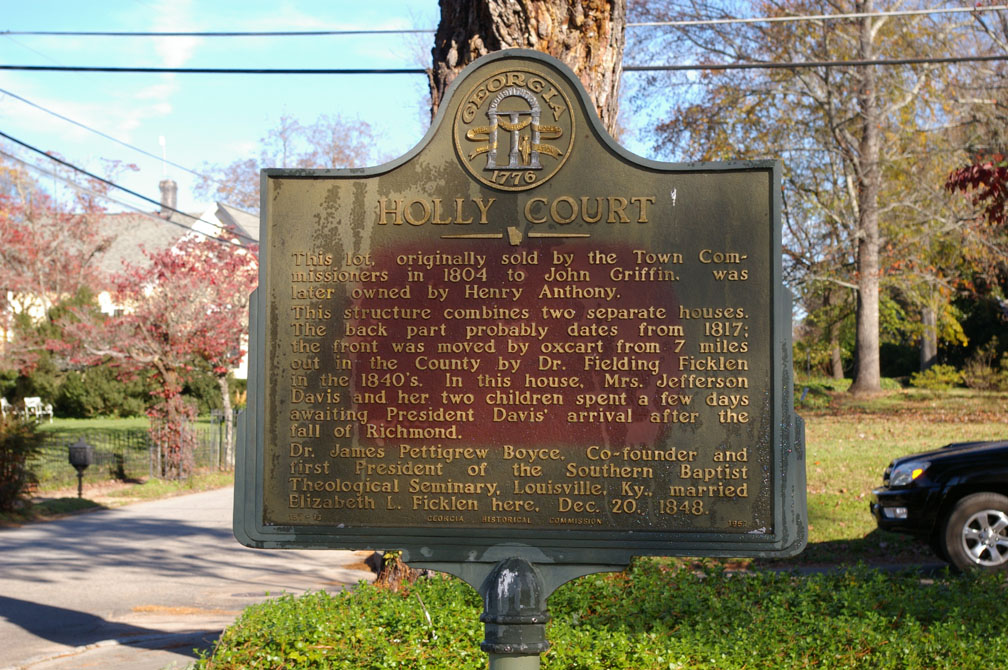 GEORGIA
1776
HOLLY COURT
This lot, originally sold by the Town Com-
missioners in 1804 to John Griffin, was
later owned by Henry Anthony.
This structure combines two separate houses.
The back part probably dates from 1817;
the front was moved by oxcart from 7 miles
out in the County by Dr. Fielding Ficklen
in the 1840's. In this house, Mrs. Jefferson
Davis and her two children spent a few days
awaiting President Davis' arrival after the
fall of Richmond.
Dr. James Pettigrew Boyce, Co-founder and
first President of the Southern Baptist
Theological Seminary, Louisville, Ky., married
Elizabeth L. Ficklen here, Dec. 20, 1848.
GEORGIA HISTORICAL COMMISSION